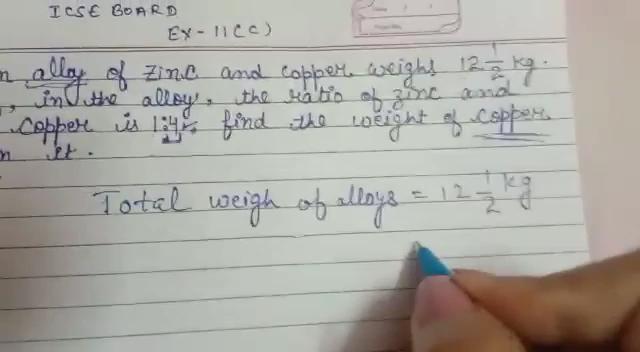 ICSE BOARD
EX-11(C)
n alloy of zinc and copper weighs 12 1/2 kg.
, in the alloy, the ratio of zinc and
copper is 1:4, find the weight of copper
n it.
Total weigh of alloys = 12 1/2 kg